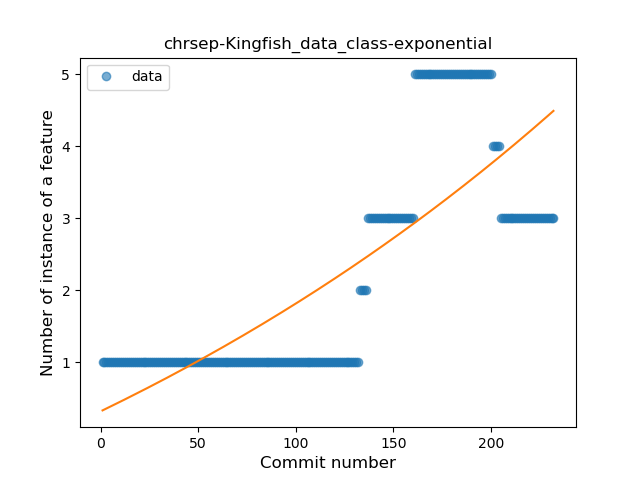 chrsep-Kingfish_data_class-exponential
data
Number of instance of a feature
5
4
3
2
1
0
50
100
150
200
Commit number